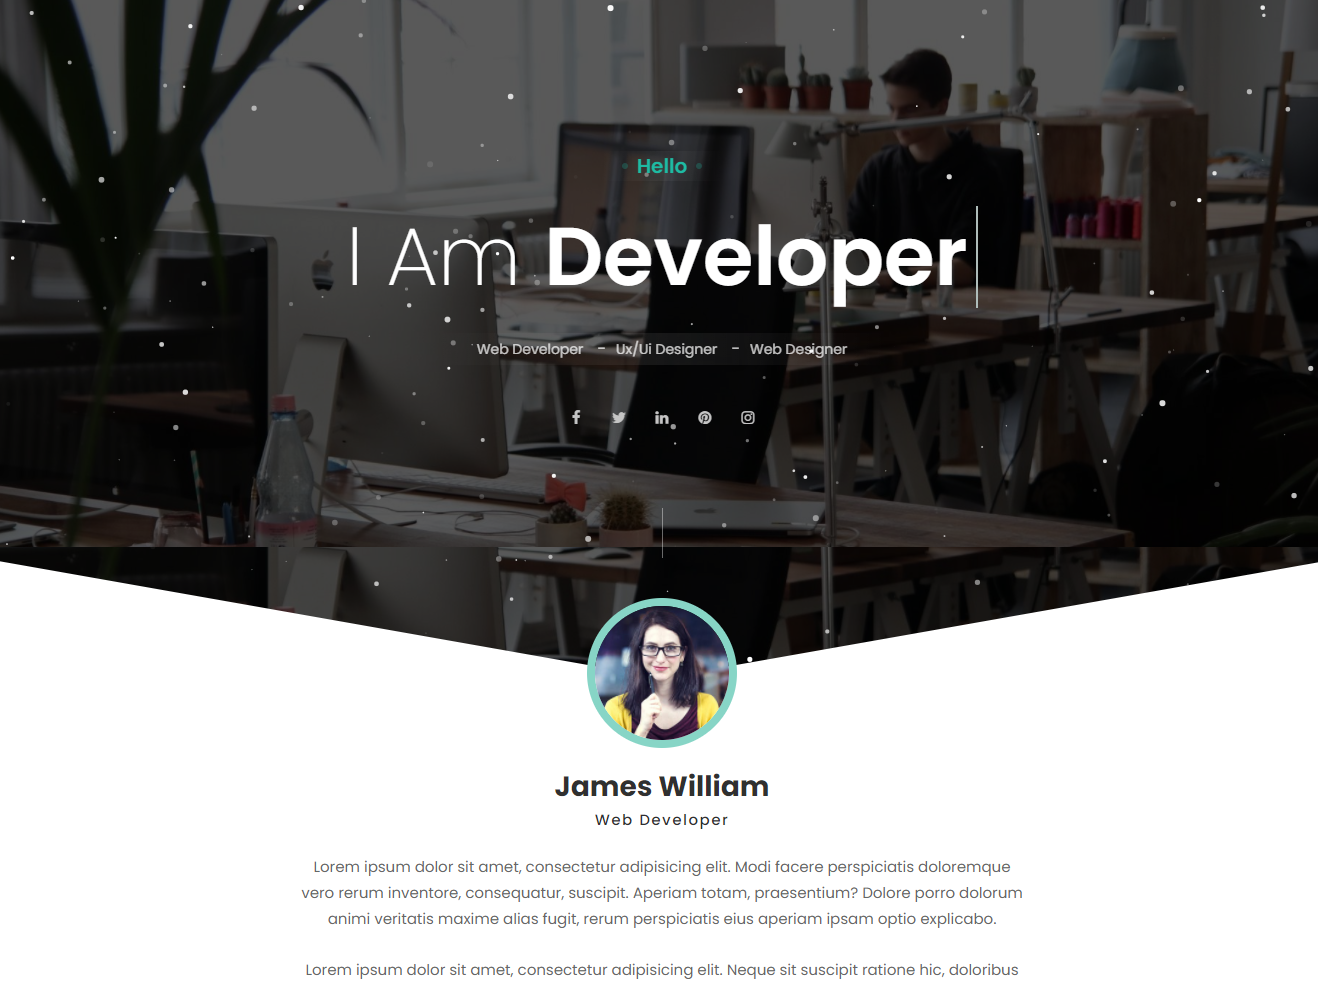 Hello
I Am Developer
Web Developer - Ux/Ui Designer - Web Designer
James William
Web Developer
Lorem ipsum dolor sit amet, consectetur adipisicing elit. Modi facere perspiciatis doloremque
vero rerum inventore, consequatur, suscipit. Aperiam totam, praesentium? Dolore porro dolorum
animi veritatis maxime alias fugit, rerum perspiciatis eius aperiam ipsam optio explicabo.
Lorem ipsum dolor sit amet, consectetur adipisicing elit. Neque sit suscipit ratione hic, doloribus